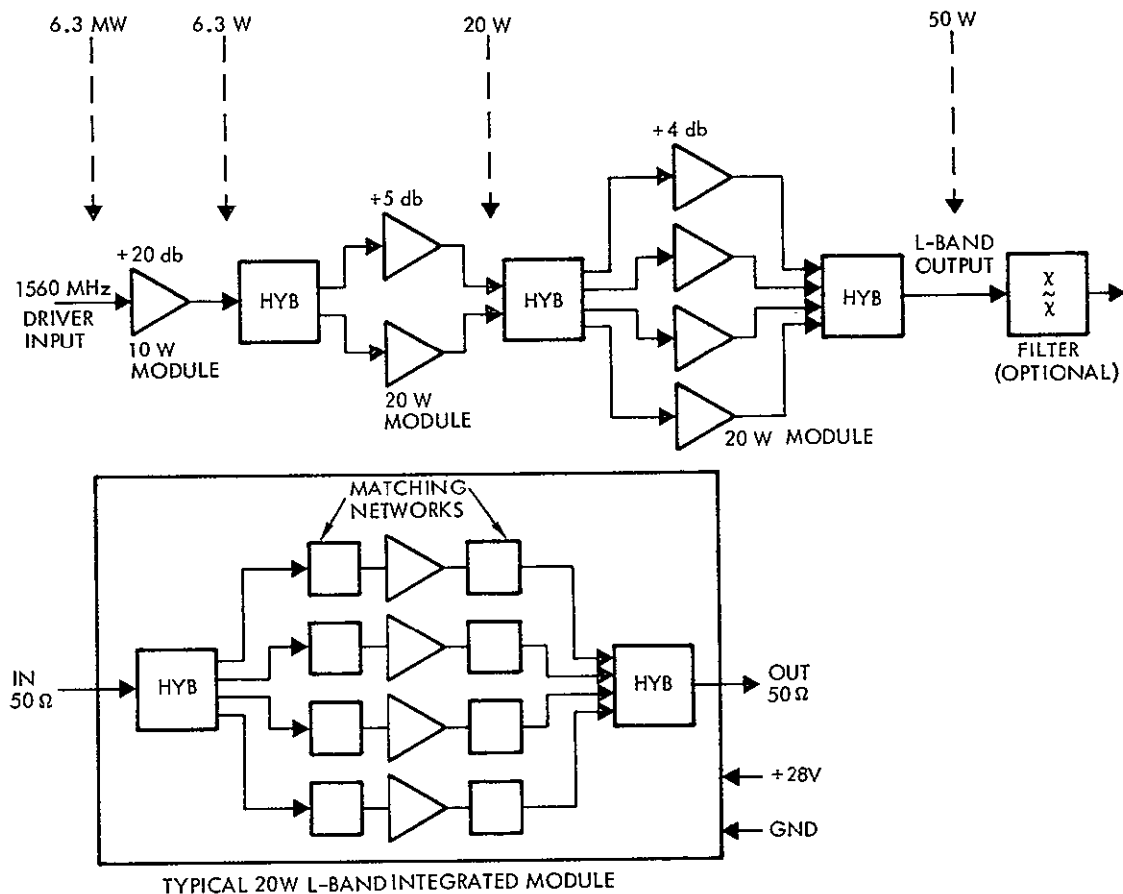 6.3 MW
6.3 W
20 W
50 W
+4 db
+5 db
+20 db
L-BAND
OUTPUT
1560 MHz
DRIVER
INPUT
HYB
HYB
HYB
χ
~
χ
10 W
MODULE
20 W
MODULE
20 W MODULE
FILTER
(OPTIONAL)
MATCHING
NETWORKS
IN
50 Ω
HYB
HYB
OUT
50 Ω
+28V
GND
TYPICAL 20W L-BAND INTEGRATED MODULE